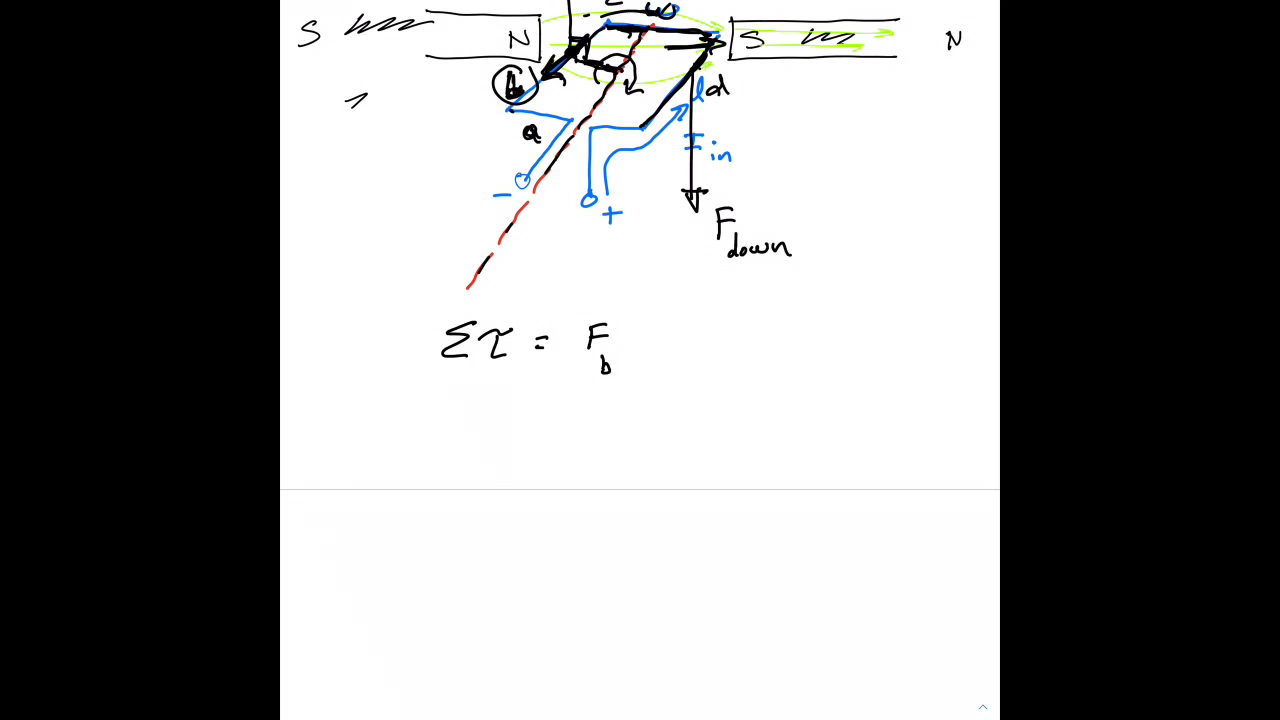 S N w S N
b
l d
a
I in
-
+
F down
Στ = F b